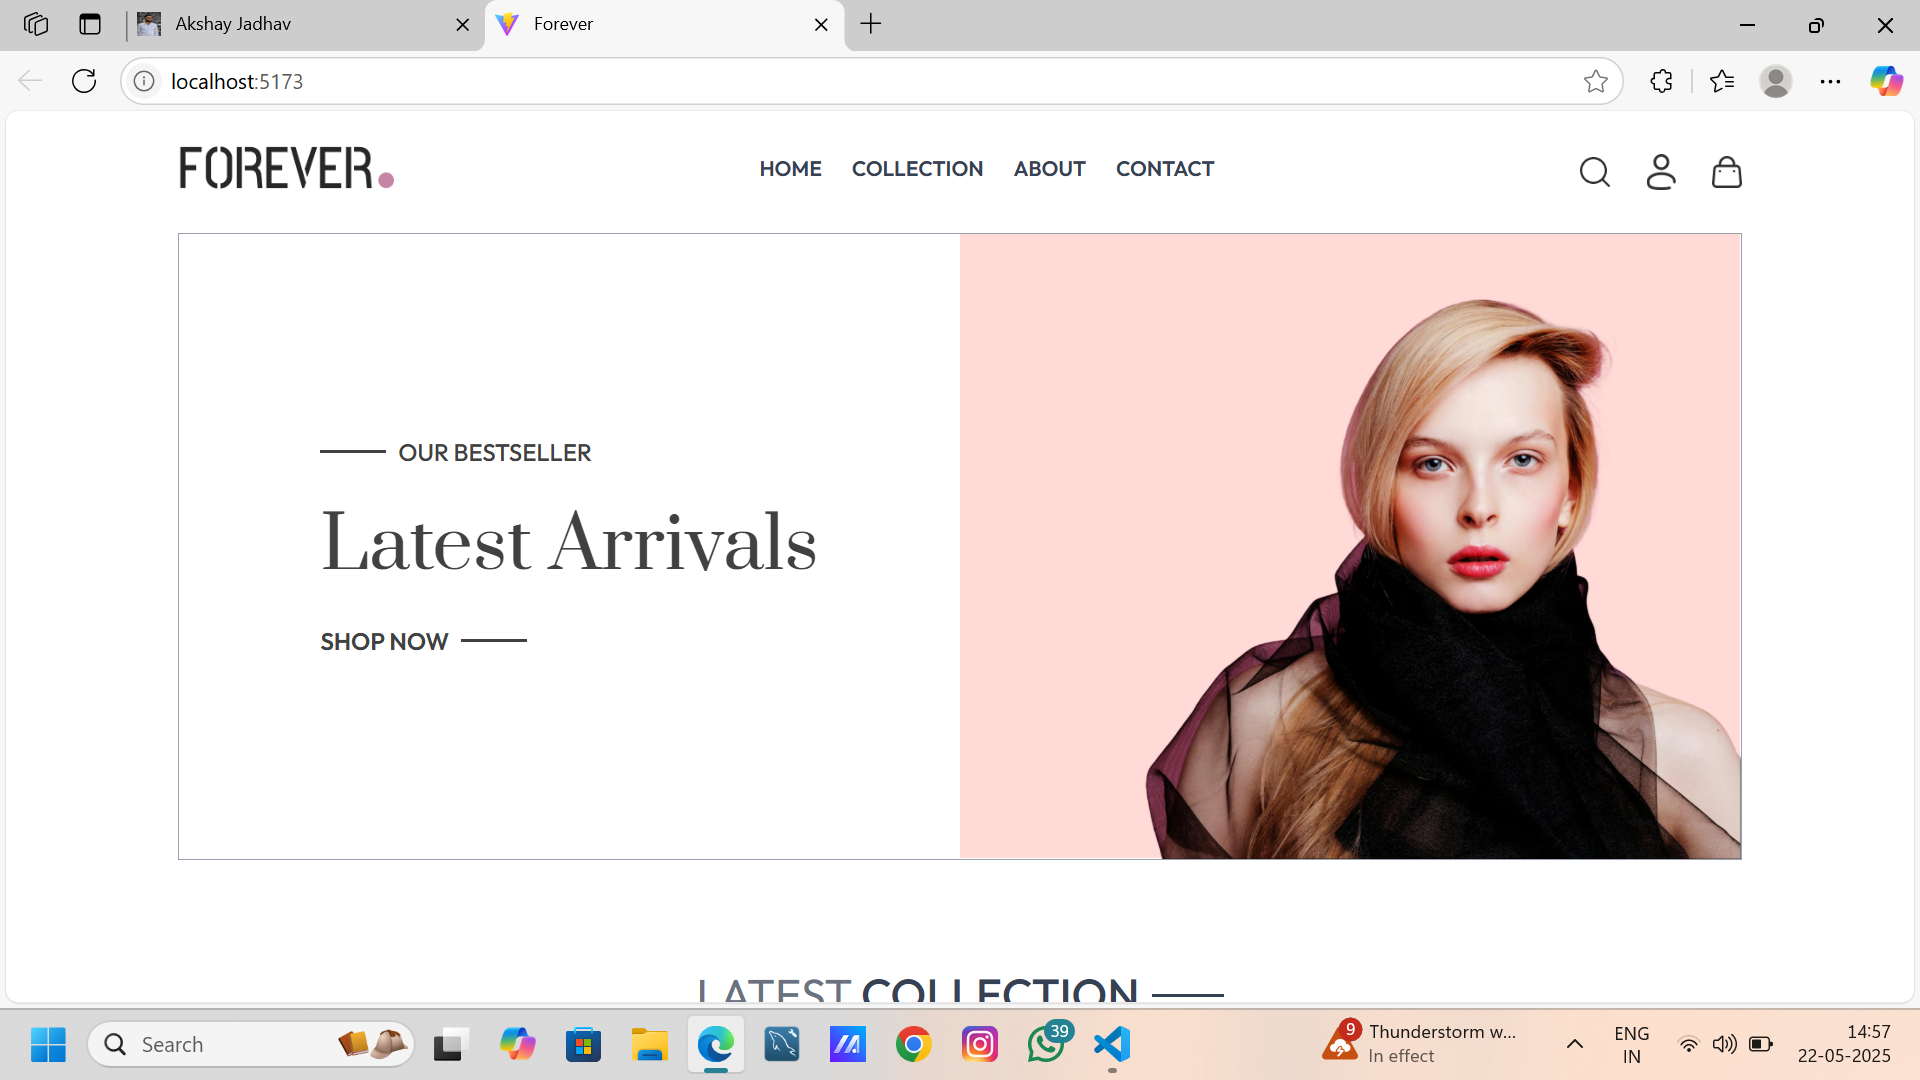 Akshay Jadhav
Forever
localhost:5173
FOREVER.
HOME COLLECTION ABOUT CONTACT
OUR BESTSELLER
Latest Arrivals
SHOP NOW
LATEST COLLECTION
Search
39
9
Thunderstorm w...
In effect
ENG
IN
14:57
22-05-2025